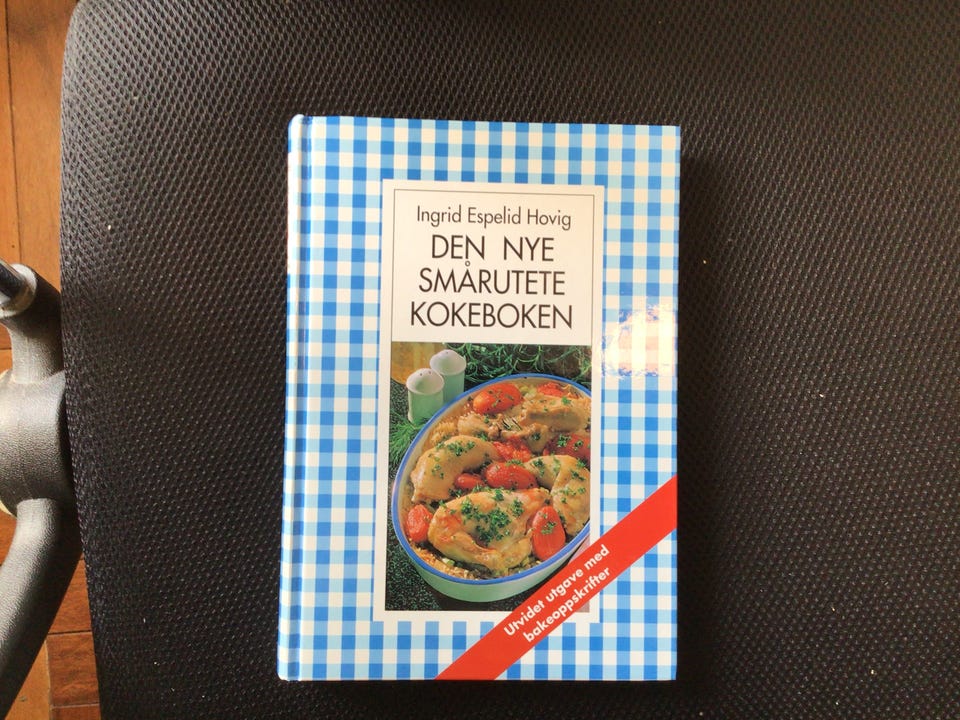 Ingrid Espelid Hovig
DEN NYE
SMÅRUTETE
KOKEBOKEN
Utvidet utgave med
bakeoppskrifter